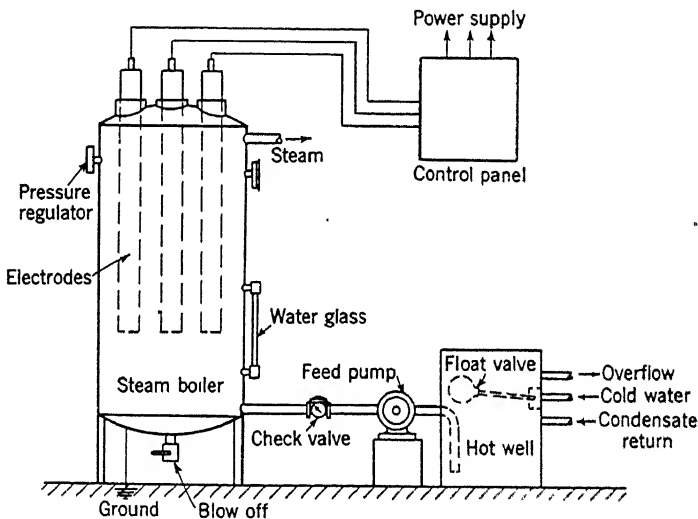 Power supply
Steam
Control panel
Pressure
regulator
Electrodes
Water glass
Feed pump
Float valve
Overflow
Cold water
Condensate
return
Steam boiler
Check valve
Hot well
Ground
Blow off